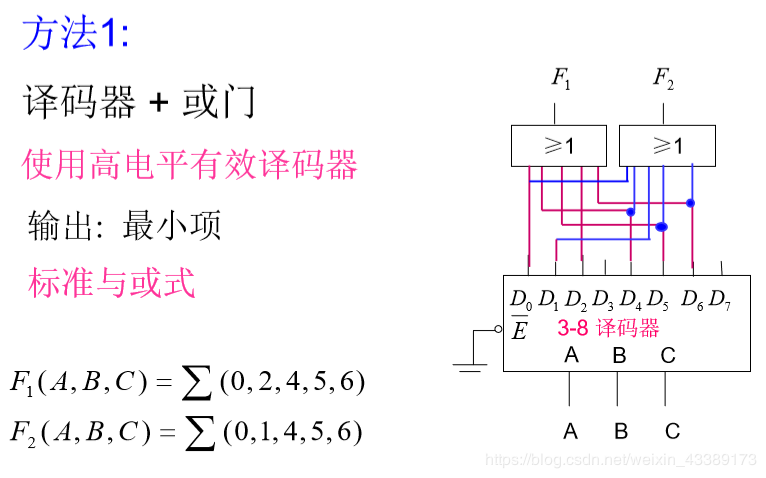 方法1:
译码器 + 或门
使用高电平有效译码器
输出: 最小项
标准与或式
F₁(A,B,C) = ∑(0,2,4,5,6)
F₂(A,B,C) = ∑(0,1,4,5,6)
F₁ F₂
≥1 ≥1
D₀ D₁ D₂ D₃ D₄ D₅ D₆ D₇
E̅ 3-8 译码器
A B C
A B C
https://blog.csdn.net/weixin_43389173